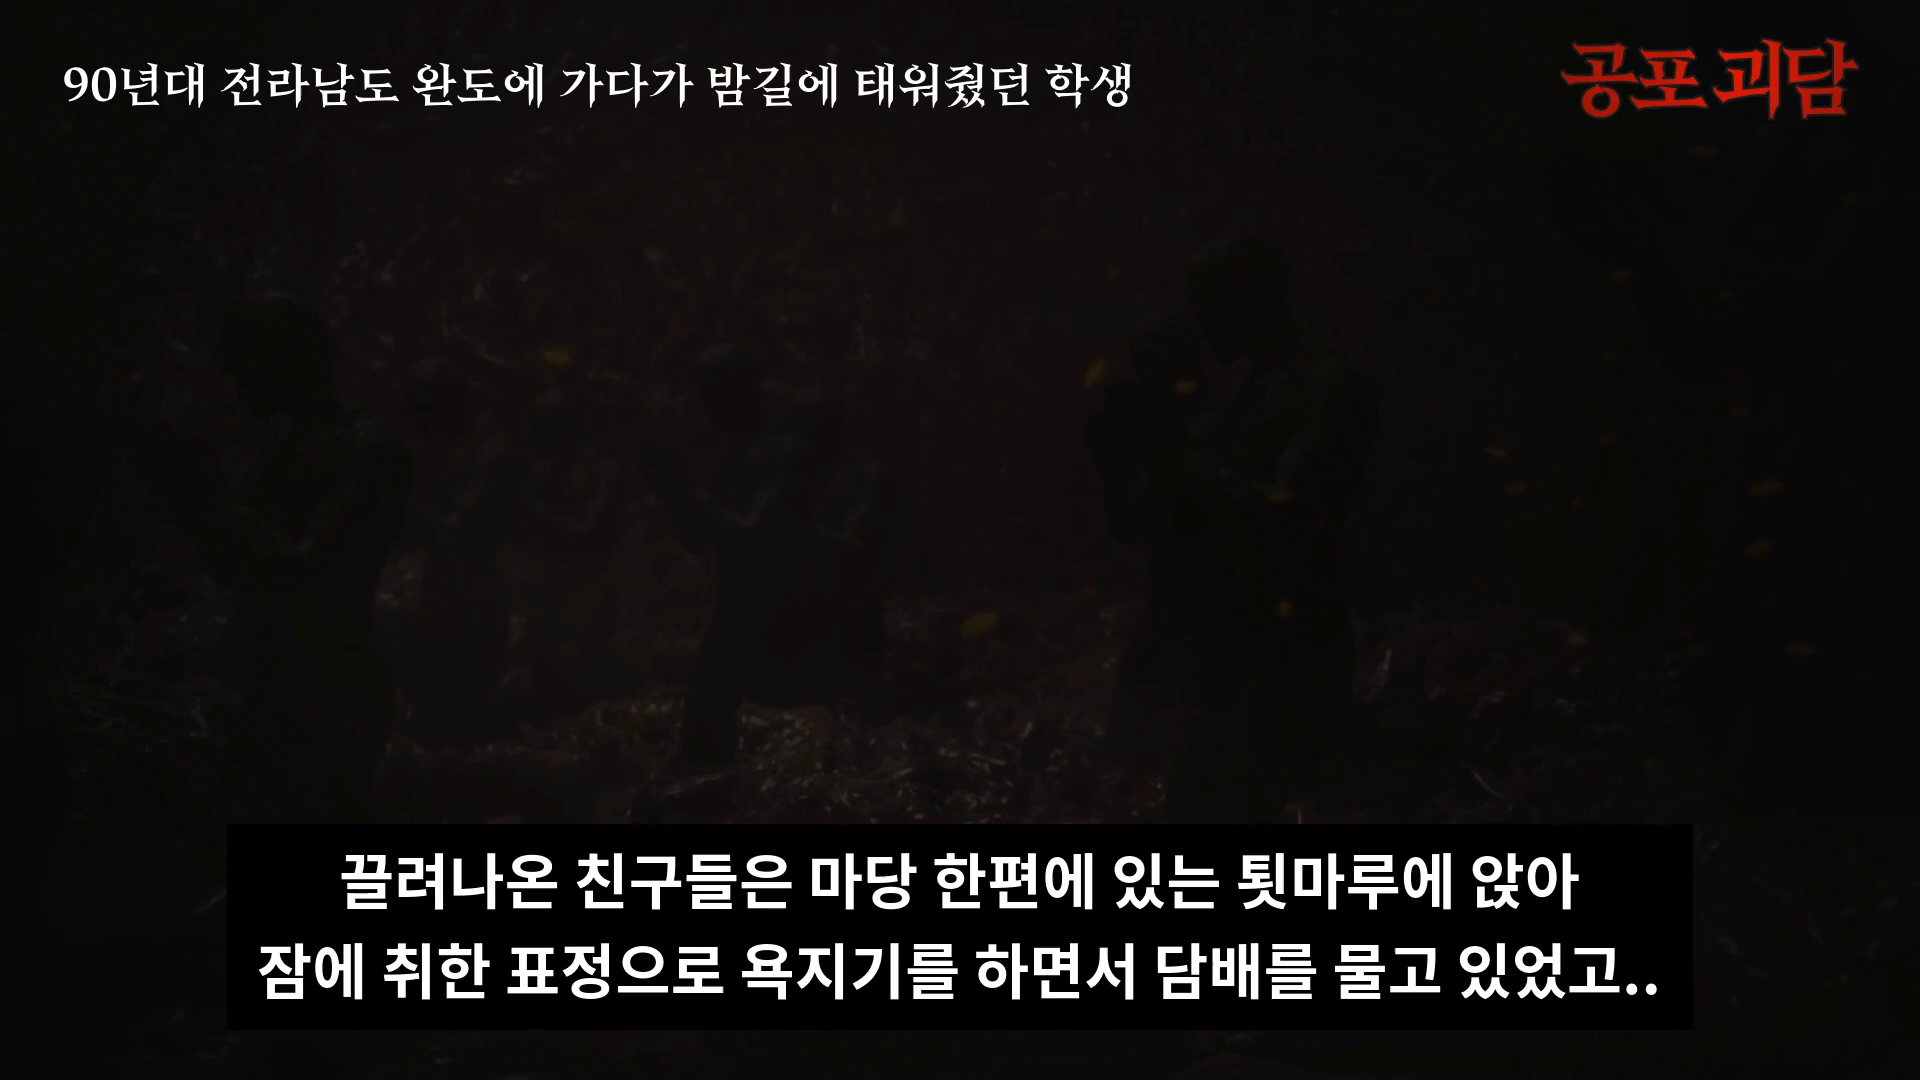 90년대 전라남도 완도에 가다가 밤길에 태워줬던 학생
공포 괴담
끌려나온 친구들은 마당 한편에 있는 툇마루에 앉아
잠에 취한 표정으로 욕지기를 하면서 담배를 물고 있었고..